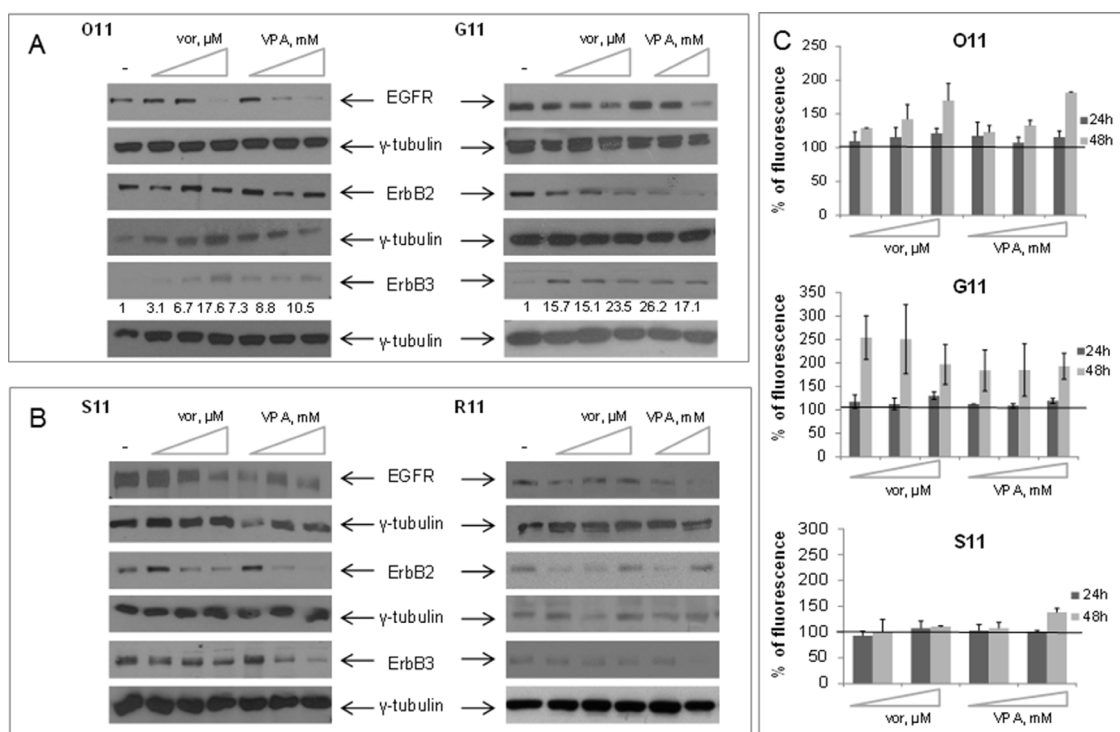 A
O11
G11
vor, µM
VPA, mM
vor, µM
VPA, mM
-
-
EGFR
γ-tubulin
ErbB2
γ-tubulin
ErbB3
1 3.1 6.7 17.6 7.3 8.8 10.5
1 15.7 15.1 23.5 26.2 17.1
γ-tubulin
B
S11
R11
vor, µM
VPA, mM
vor, µM
VPA, mM
-
-
EGFR
γ-tubulin
ErbB2
γ-tubulin
ErbB3
γ-tubulin
C
O11
% of fluorescence
250
200
150
100
50
0
24h
48h
vor, µM
VPA, mM
G11
% of fluorescence
350
300
250
200
150
100
50
0
24h
48h
vor, µM
VPA, mM
S11
% of fluorescence
300
250
200
150
100
50
0
24h
48h
vor, µM
VPA, mM